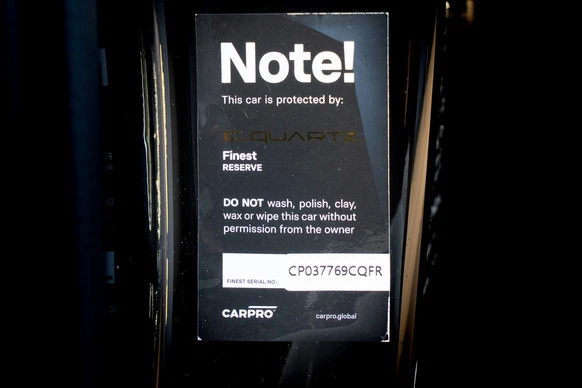 Note!
This car is protected by:
C.QUARTZ
Finest
RESERVE
DO NOT wash, polish, clay,
wax or wipe this car without
permission from the owner
FINEST SERIAL NO.:
CP037769CQFR
CARPRO
carpro.global